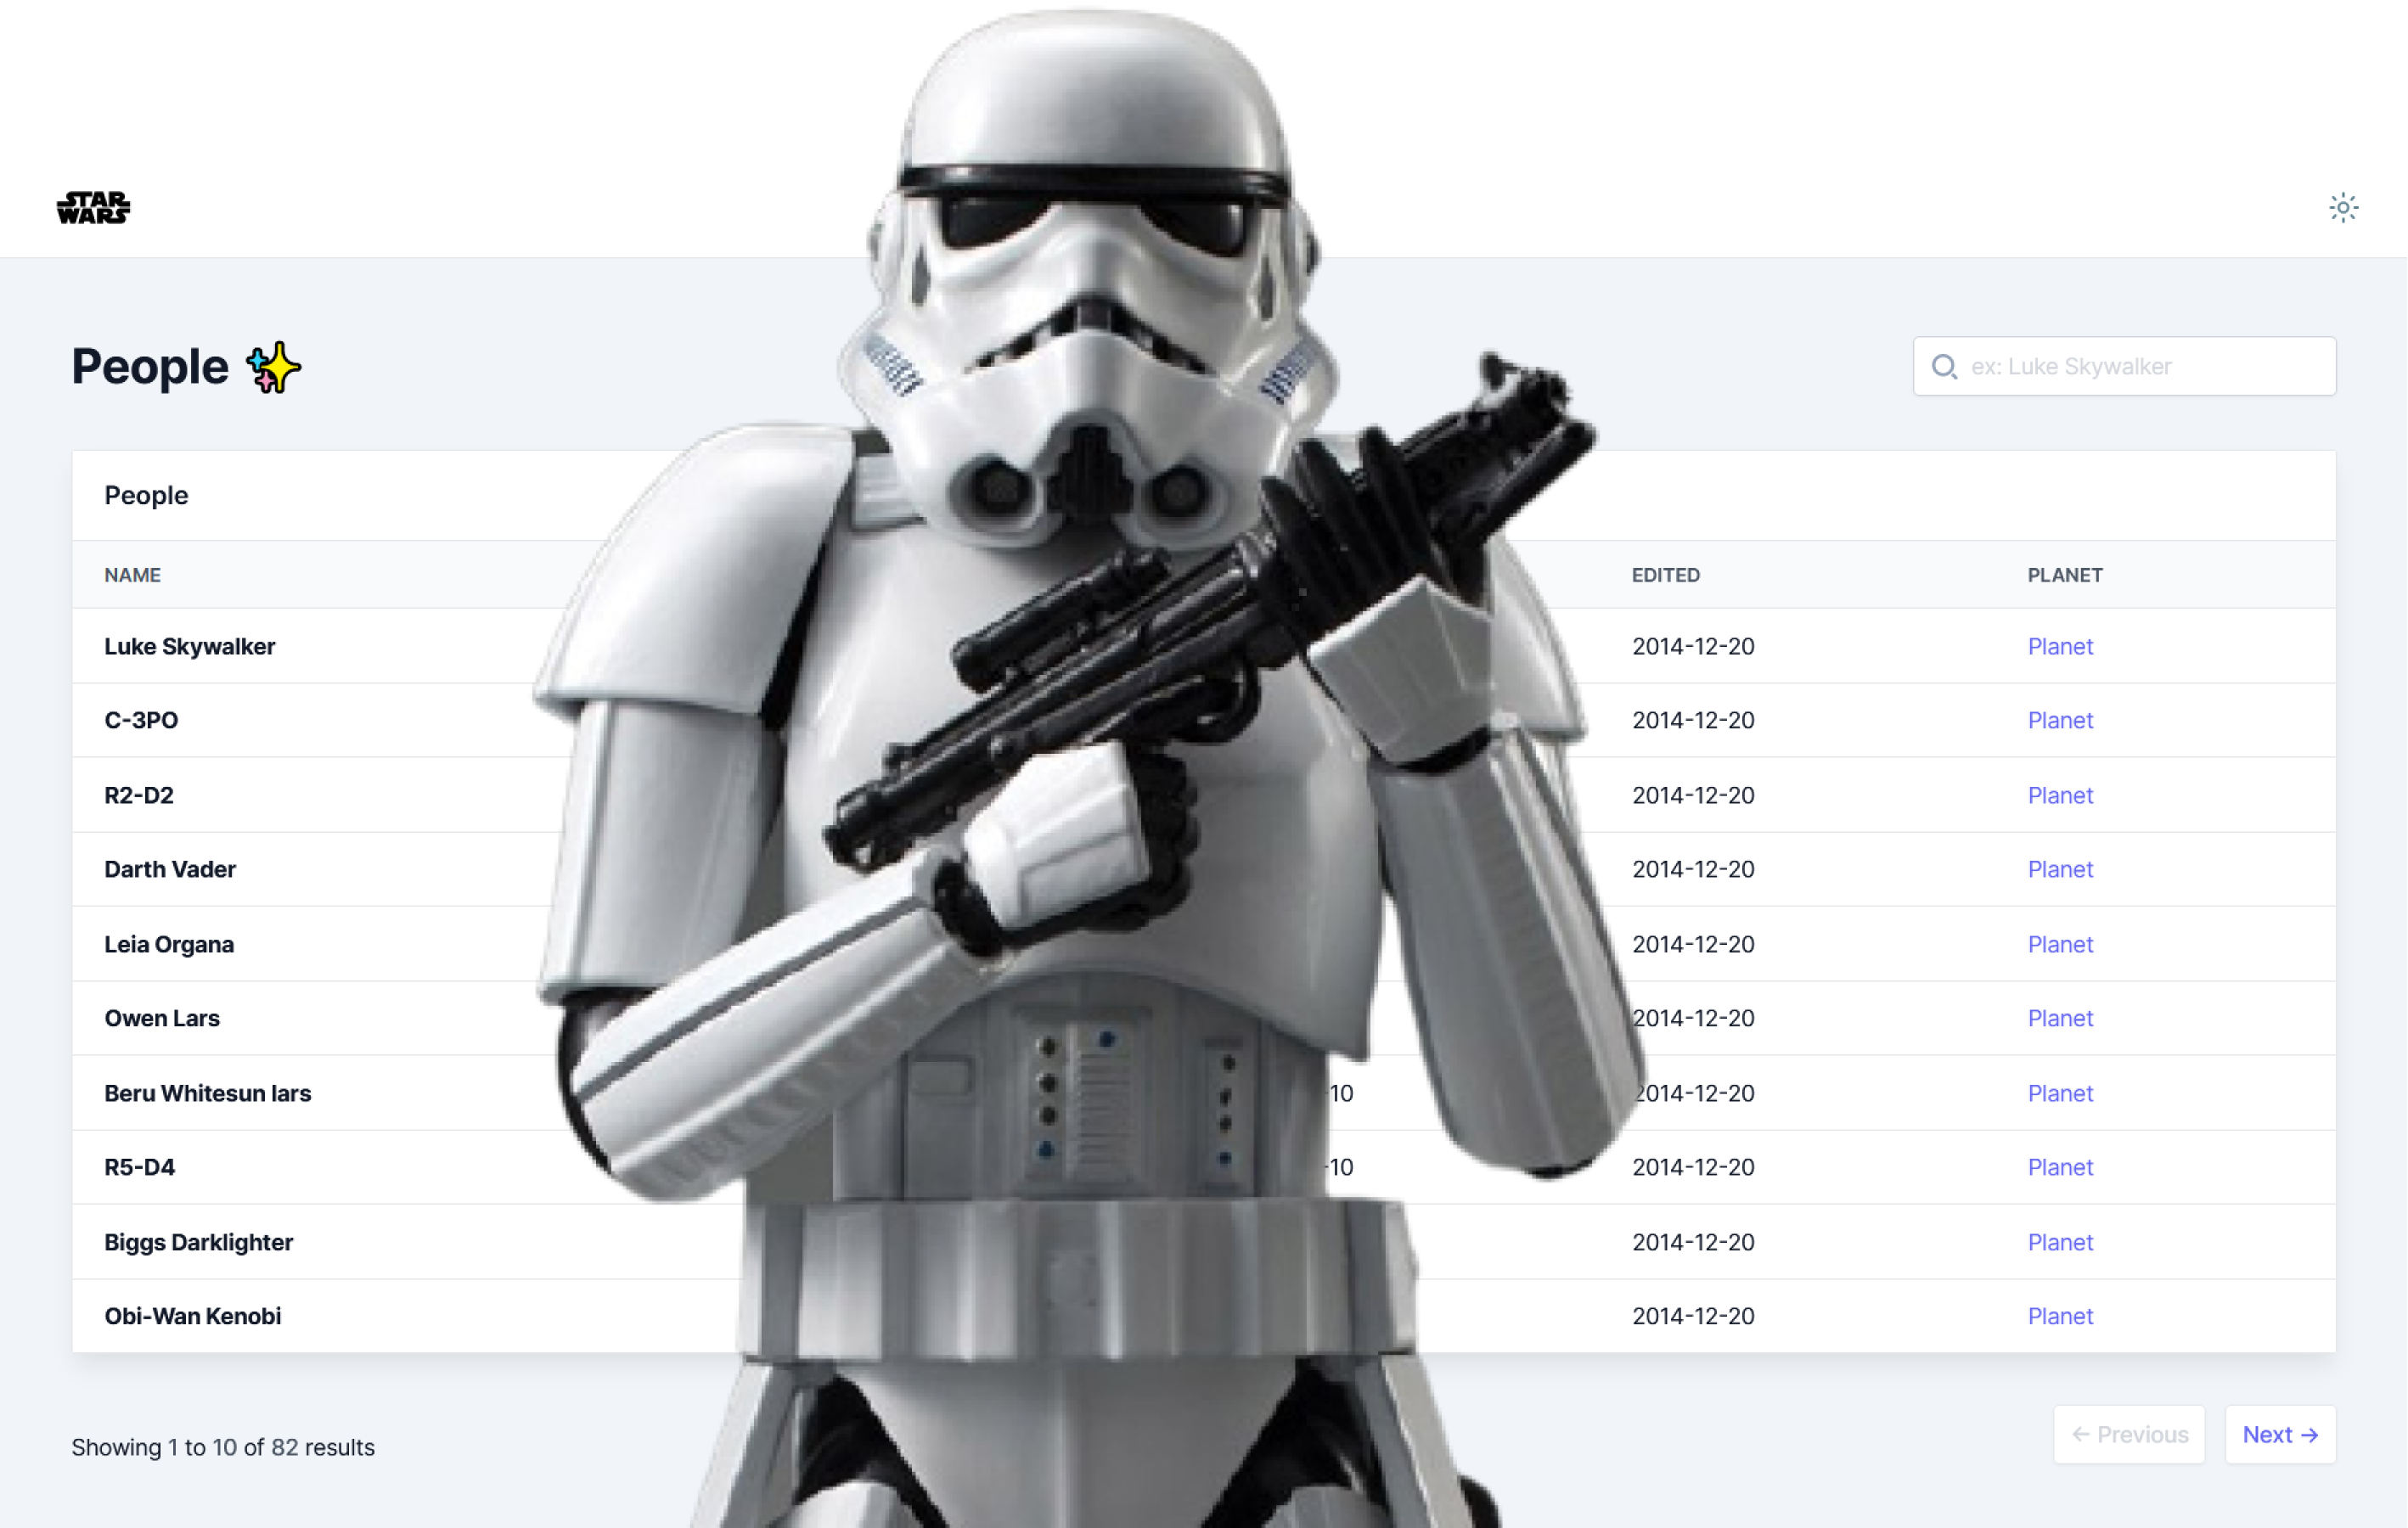 STAR
WARS
People ✨
ex: Luke Skywalker
People
NAME EDITED PLANET
Luke Skywalker 2014-12-20 Planet
C-3PO 2014-12-20 Planet
R2-D2 2014-12-20 Planet
Darth Vader 2014-12-20 Planet
Leia Organa 2014-12-20 Planet
Owen Lars 2014-12-20 Planet
Beru Whitesun lars 10 2014-12-20 Planet
R5-D4 -10 2014-12-20 Planet
Biggs Darklighter 2014-12-20 Planet
Obi-Wan Kenobi 2014-12-20 Planet
Showing 1 to 10 of 82 results
← Previous Next →